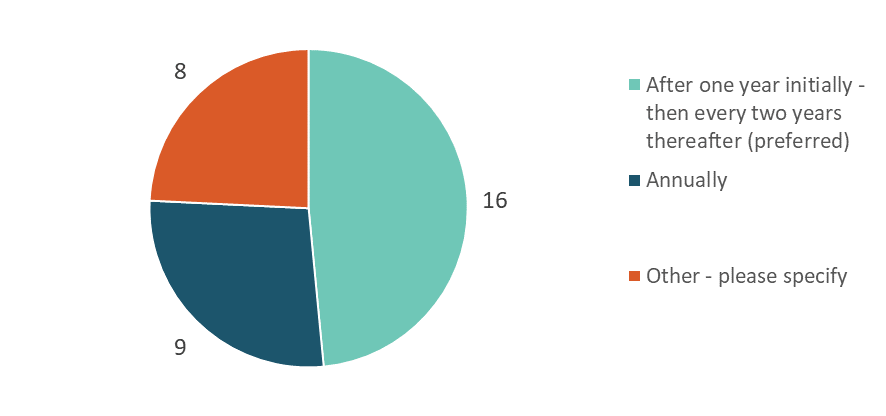 8
16
9
After one year initially -
then every two years
thereafter (preferred)
Annually
Other - please specify